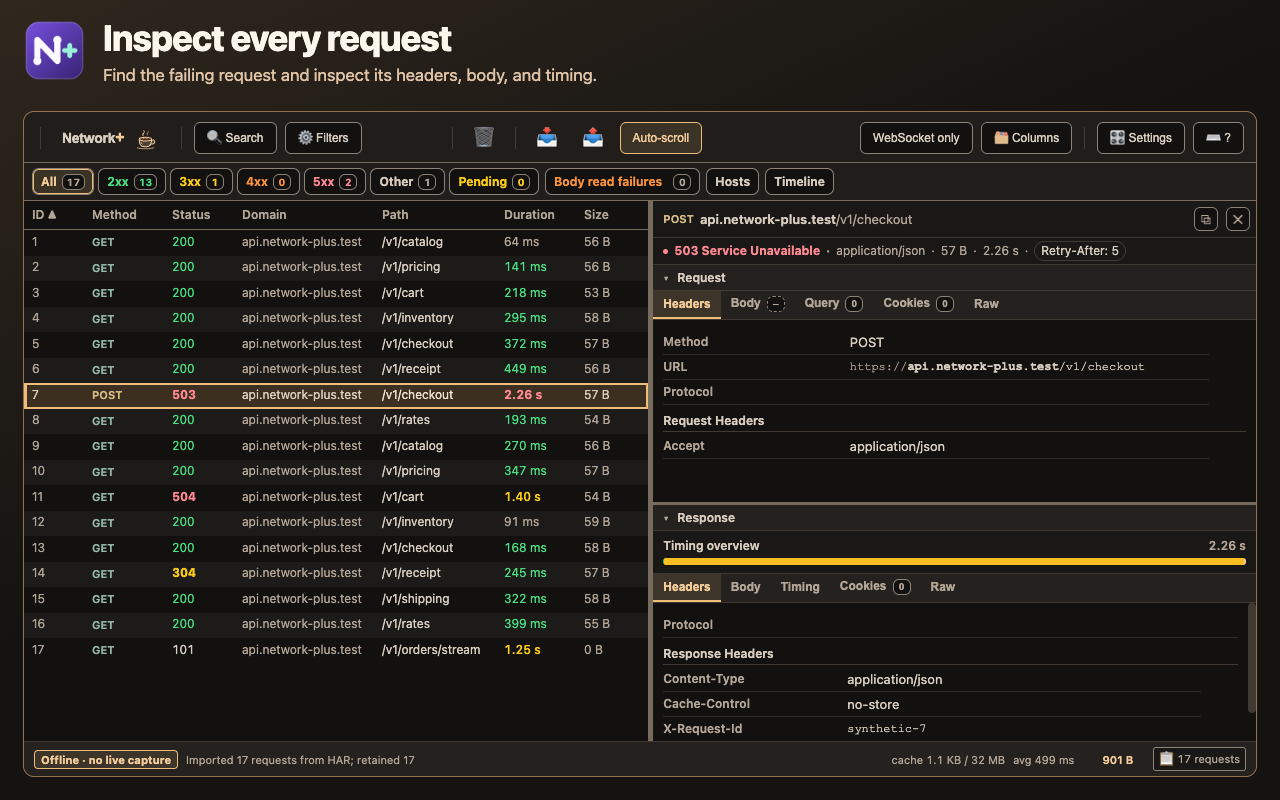 N+
Inspect every request
Find the failing request and inspect its headers, body, and timing.
Network+ Search Filters Auto-scroll WebSocket only Columns Settings ?
All 17 2xx 13 3xx 1 4xx 0 5xx 2 Other 1 Pending 0 Body read failures 0 Hosts Timeline
ID ▲ Method Status Domain Path Duration Size
1 GET 200 api.network-plus.test /v1/catalog 64 ms 56 B
2 GET 200 api.network-plus.test /v1/pricing 141 ms 56 B
3 GET 200 api.network-plus.test /v1/cart 218 ms 53 B
4 GET 200 api.network-plus.test /v1/inventory 295 ms 58 B
5 GET 200 api.network-plus.test /v1/checkout 372 ms 57 B
6 GET 200 api.network-plus.test /v1/receipt 449 ms 56 B
7 POST 503 api.network-plus.test /v1/checkout 2.26 s 57 B
8 GET 200 api.network-plus.test /v1/rates 193 ms 54 B
9 GET 200 api.network-plus.test /v1/catalog 270 ms 56 B
10 GET 200 api.network-plus.test /v1/pricing 347 ms 57 B
11 GET 504 api.network-plus.test /v1/cart 1.40 s 54 B
12 GET 200 api.network-plus.test /v1/inventory 91 ms 59 B
13 GET 200 api.network-plus.test /v1/checkout 168 ms 58 B
14 GET 304 api.network-plus.test /v1/receipt 245 ms 57 B
15 GET 200 api.network-plus.test /v1/shipping 322 ms 58 B
16 GET 200 api.network-plus.test /v1/rates 399 ms 55 B
17 GET 101 api.network-plus.test /v1/orders/stream 1.25 s 0 B
POST api.network-plus.test/v1/checkout
503 Service Unavailable · application/json · 57 B · 2.26 s · Retry-After: 5
▾ Request
Headers Body – Query 0 Cookies 0 Raw
Method POST
URL https://api.network-plus.test/v1/checkout
Protocol
Request Headers
Accept application/json
▾ Response
Timing overview 2.26 s
Headers Body Timing Cookies 0 Raw
Protocol
Response Headers
Content-Type application/json
Cache-Control no-store
X-Request-Id synthetic-7
Offline · no live capture Imported 17 requests from HAR; retained 17 cache 1.1 KB / 32 MB avg 499 ms 901 B 17 requests